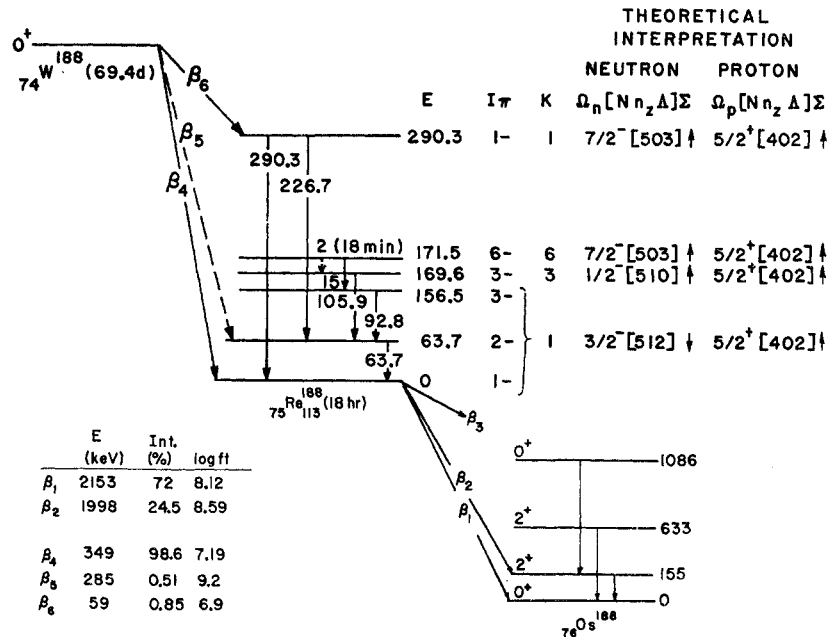 THEORETICAL
INTERPRETATION
NEUTRON PROTON
E Iπ K Ωn[N nz Λ]Σ Ωp[N nz Λ]Σ
0+
74W188 (69.4d)
β6
β5
β4
290.3 1- 1 7/2-[503]↑ 5/2+[402]↑
290.3
226.7
2 (18 min) 171.5 6- 6 7/2-[503]↑ 5/2+[402]↑
169.6 3- 3 1/2-[510]↑ 5/2+[402]↑
15
105.9 156.5 3-
92.8
63.7 2- 1 3/2-[512]↓ 5/2+[402]↑
63.7
0 1-
75Re188113(18 hr)
β3
β2
β1
0+ 1086
2+ 633
2+ 155
0+ 0
76Os188
E Int.
(keV) (%) log ft
β1 2153 72 8.12
β2 1998 24.5 8.59
β4 349 98.6 7.19
β5 285 0.51 9.2
β6 59 0.85 6.9